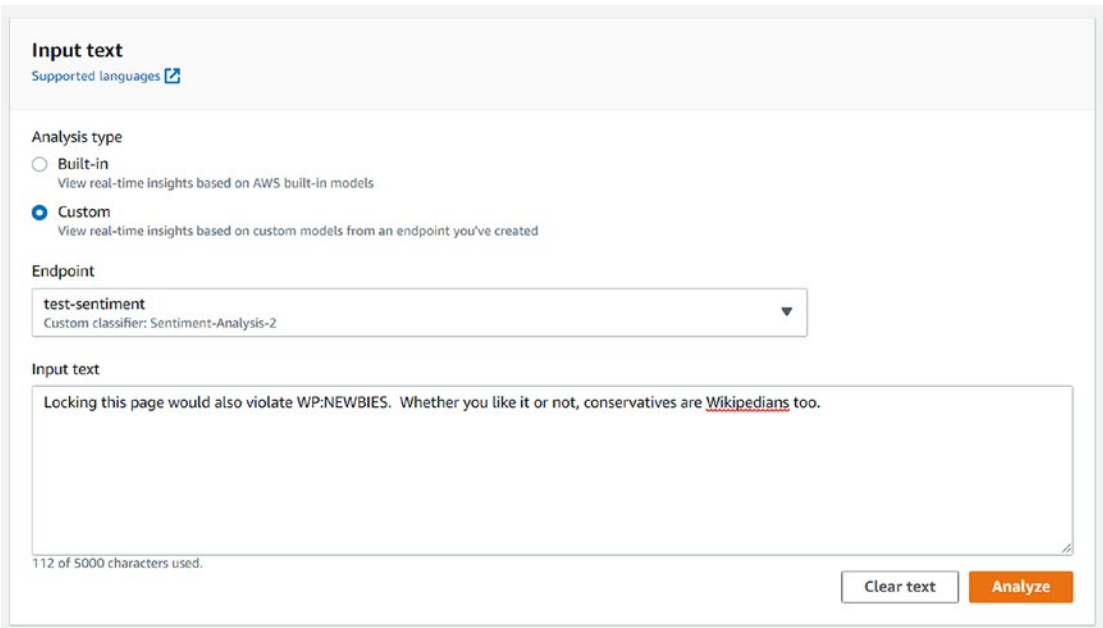 Input text
Supported languages
Analysis type
Built-in
View real-time insights based on AWS built-in models
Custom
View real-time insights based on custom models from an endpoint you've created
Endpoint
test-sentiment
Custom classifier: Sentiment-Analysis-2
Input text
Locking this page would also violate WP:NEWBIES.  Whether you like it or not, conservatives are Wikipedians too.
112 of 5000 characters used.
Clear text Analyze